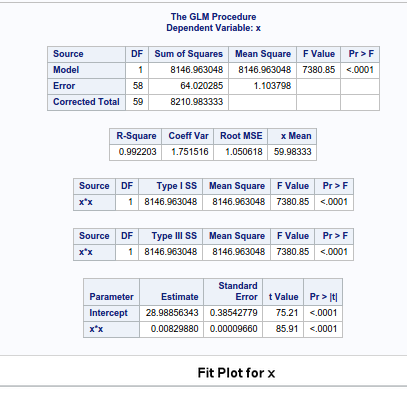 The GLM Procedure
Dependent Variable: x
Source DF Sum of Squares Mean Square F Value Pr > F
Model 1 8146.963048 8146.963048 7380.85 <.0001
Error 58 64.020285 1.103798
Corrected Total 59 8210.983333
R-Square Coeff Var Root MSE x Mean
0.992203 1.751516 1.050618 59.98333
Source DF Type I SS Mean Square F Value Pr > F
x*x 1 8146.963048 8146.963048 7380.85 <.0001
Source DF Type III SS Mean Square F Value Pr > F
x*x 1 8146.963048 8146.963048 7380.85 <.0001
Parameter Estimate Standard Error t Value Pr > |t|
Intercept 28.98856343 0.38542779 75.21 <.0001
x*x 0.00829880 0.00009660 85.91 <.0001
Fit Plot for x